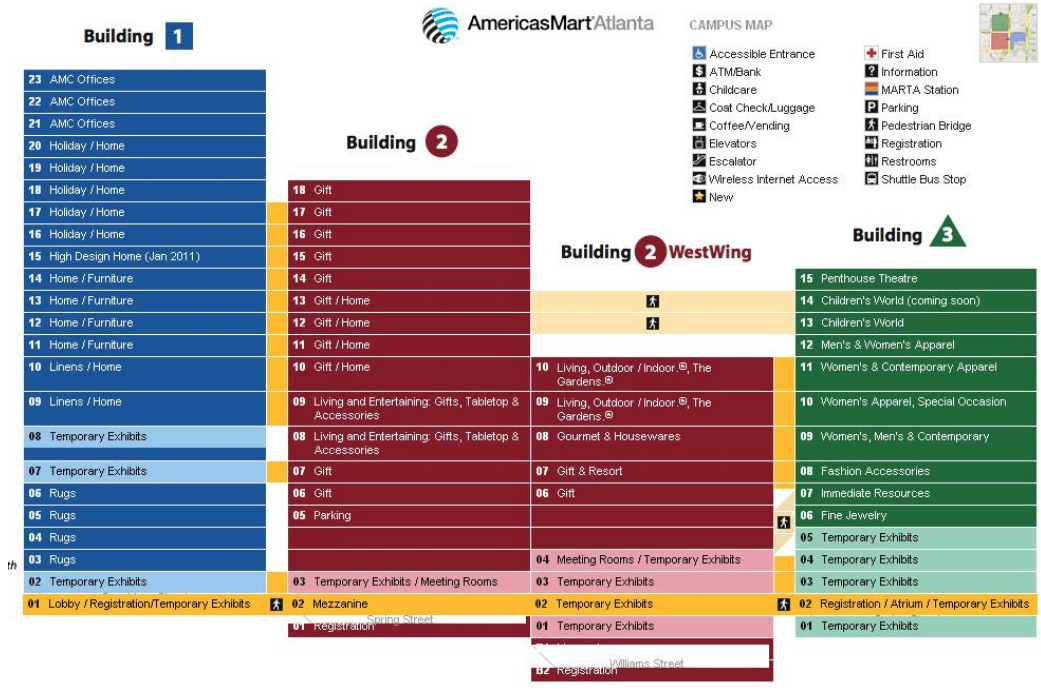 AmericasMart Atlanta
CAMPUS MAP
Accessible Entrance
ATM/Bank
Childcare
Coat Check/Luggage
Coffee/Vending
Elevators
Escalator
Wireless Internet Access
New
First Aid
Information
MARTA Station
Parking
Pedestrian Bridge
Registration
Restrooms
Shuttle Bus Stop
Building 1
23 AMC Offices
22 AMC Offices
21 AMC Offices
20 Holiday / Home
19 Holiday / Home
18 Holiday / Home
17 Holiday / Home
16 Holiday / Home
15 High Design Home (Jan 2011)
14 Home / Furniture
13 Home / Furniture
12 Home / Furniture
11 Home / Furniture
10 Linens / Home
09 Linens / Home
08 Temporary Exhibits
07 Temporary Exhibits
06 Rugs
05 Rugs
04 Rugs
03 Rugs
th
02 Temporary Exhibits
01 Lobby / Registration/Temporary Exhibits
Building 2
18 Gift
17 Gift
16 Gift
15 Gift
14 Gift
13 Gift / Home
12 Gift / Home
11 Gift / Home
10 Gift / Home
09 Living and Entertaining: Gifts, Tabletop &
Accessories
08 Living and Entertaining: Gifts, Tabletop &
Accessories
07 Gift
06 Gift
05 Parking
03 Temporary Exhibits / Meeting Rooms
02 Mezzanine
Spring Street
01 Registration
Building 2 WestWing
10 Living, Outdoor / Indoor.®, The
Gardens.®
09 Living, Outdoor / Indoor.®, The
Gardens.®
08 Gourmet & Housewares
07 Gift & Resort
06 Gift
04 Meeting Rooms / Temporary Exhibits
03 Temporary Exhibits
02 Temporary Exhibits
01 Temporary Exhibits
Williams Street
B2 Registration
Building 3
15 Penthouse Theatre
14 Children's World (coming soon)
13 Children's World
12 Men's & Women's Apparel
11 Women's & Contemporary Apparel
10 Women's Apparel, Special Occasion
09 Women's, Men's & Contemporary
08 Fashion Accessories
07 Immediate Resources
06 Fine Jewelry
05 Temporary Exhibits
04 Temporary Exhibits
03 Temporary Exhibits
02 Registration / Atrium / Temporary Exhibits
01 Temporary Exhibits